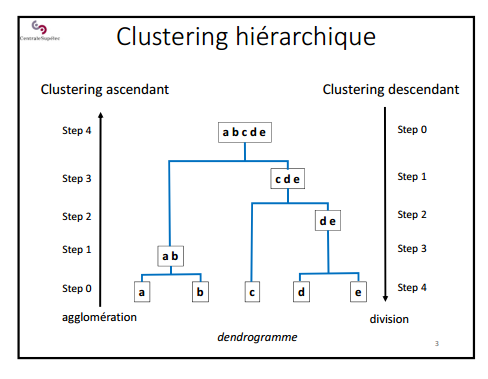 CentraleSupélec
Clustering hiérarchique
Clustering ascendant
Clustering descendant
Step 4
a b c d e
Step 0
Step 3
c d e
Step 1
Step 2
d e
Step 2
Step 1
a b
Step 3
Step 0
a
b
c
d
e
Step 4
agglomération
division
dendrogramme
3